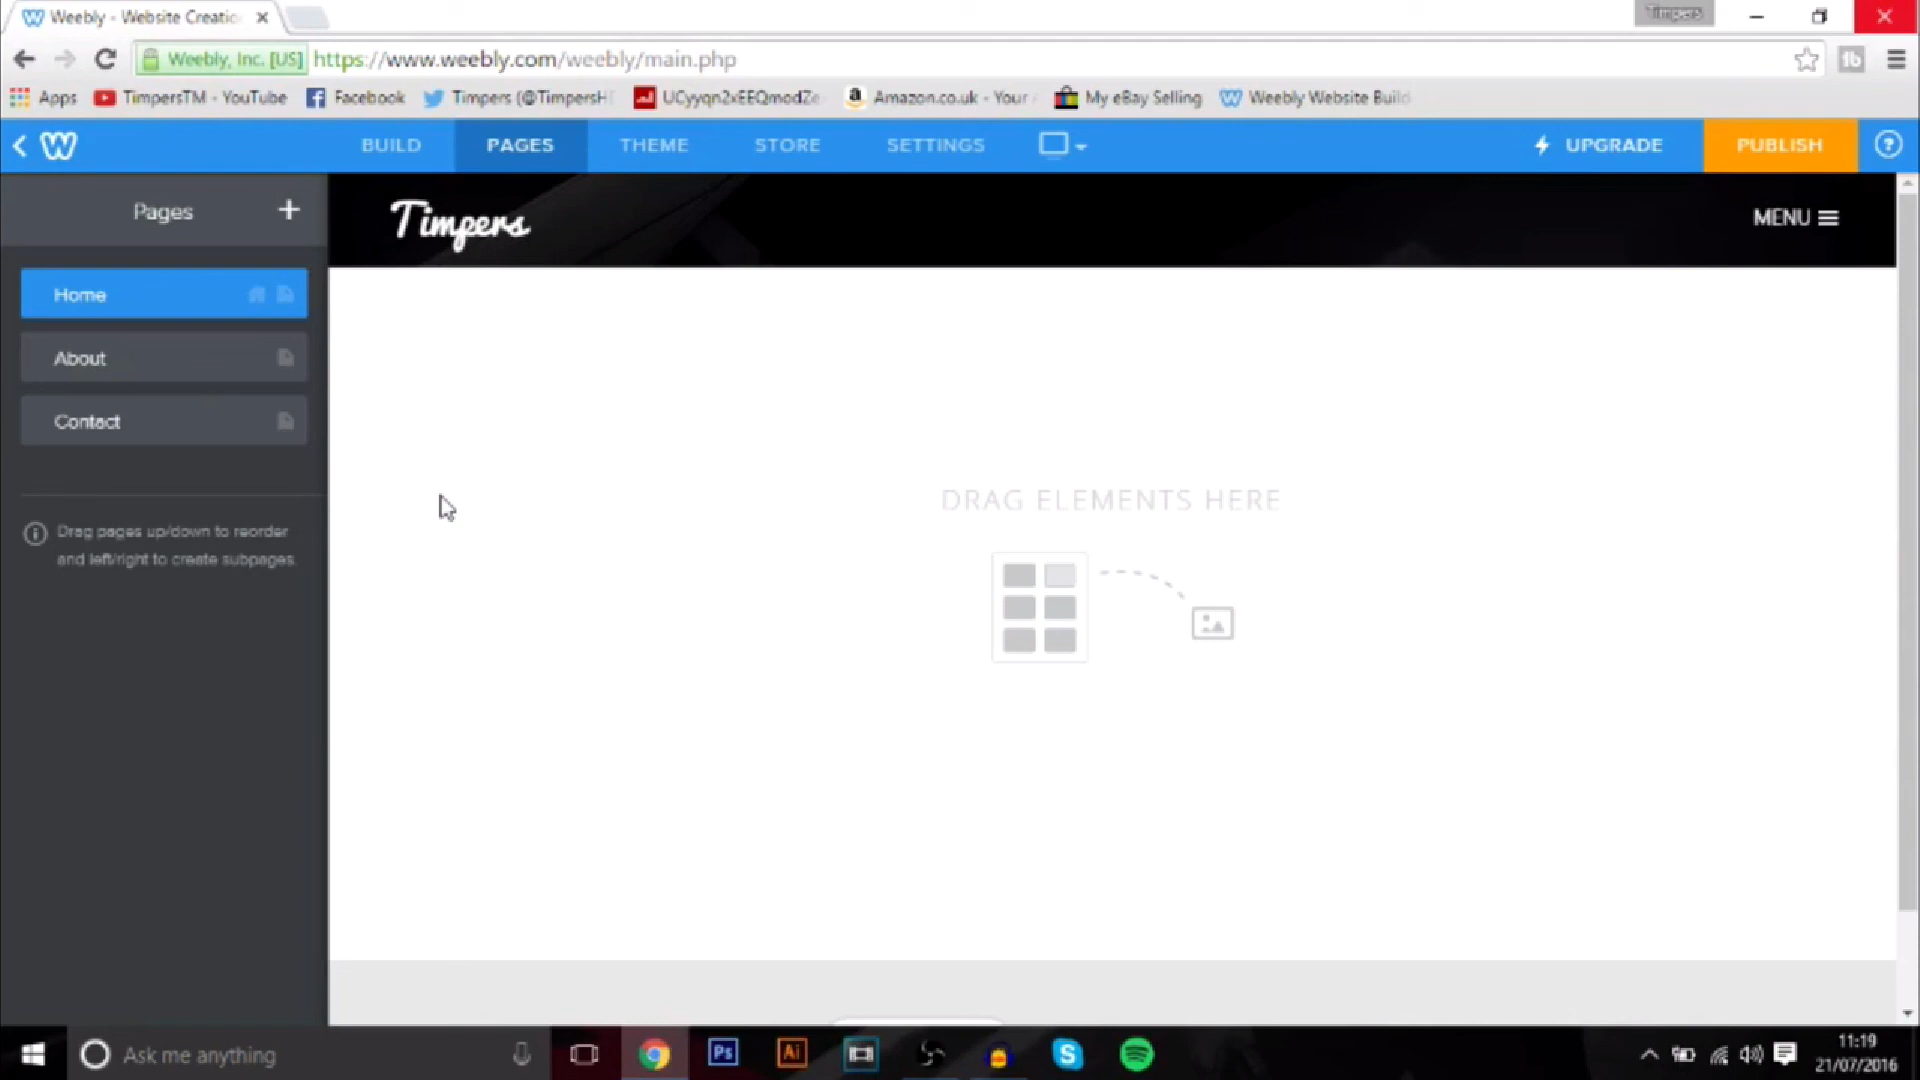 Weebly - Website Creatio
Timpers
Weebly, Inc. [US] https://www.weebly.com/weebly/main.php
Apps TimpersTM - YouTube Facebook Timpers (@TimpersH UCyyqn2xEEQmodZe Amazon.co.uk - Your My eBay Selling Weebly Website Build
BUILD PAGES THEME STORE SETTINGS UPGRADE PUBLISH ?
Pages +
Timpers
MENU
Home
About
Contact
DRAG ELEMENTS HERE
Drag pages up/down to reorder
and left/right to create subpages.
Ask me anything
Ps Ai
11:19
21/07/2016